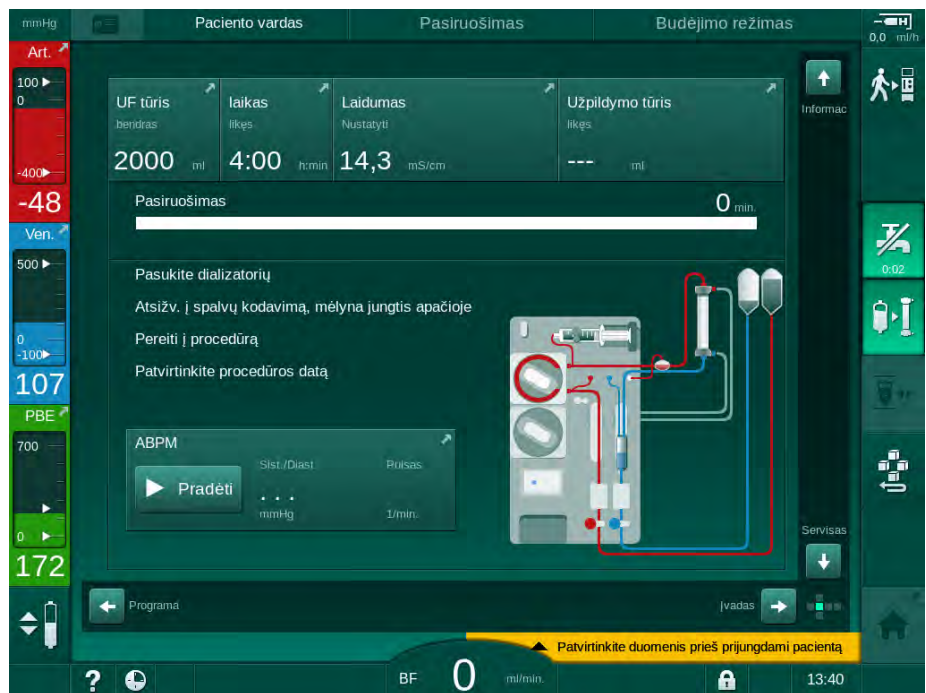 mmHg
Paciento vardas
Pasiruošimas
Budėjimo režimas
H
0,0 ml/h
Art.
100
0
-400
-48
Ven.
500
0
-100
107
PBE
700
0
172
UF tūris
bendras
2000 ml
laikas
likęs
4:00 h:min
Laidumas
Nustatyti
14,3 mS/cm
Užpildymo tūris
likęs
--- ml
Informac
Pasiruošimas
0 min.
Pasukite dializatorių
Atsižv. į spalvų kodavimą, mėlyna jungtis apačioje
Pereiti į procedūrą
Patvirtinkite procedūros datą
ABPM
Sist./Diast
Pulsas
Pradėti
. . .
mmHg
1/min.
0:02
Servisas
Programa
Įvadas
Patvirtinkite duomenis prieš prijungdami pacientą
?
BF 0 ml/min.
13:40